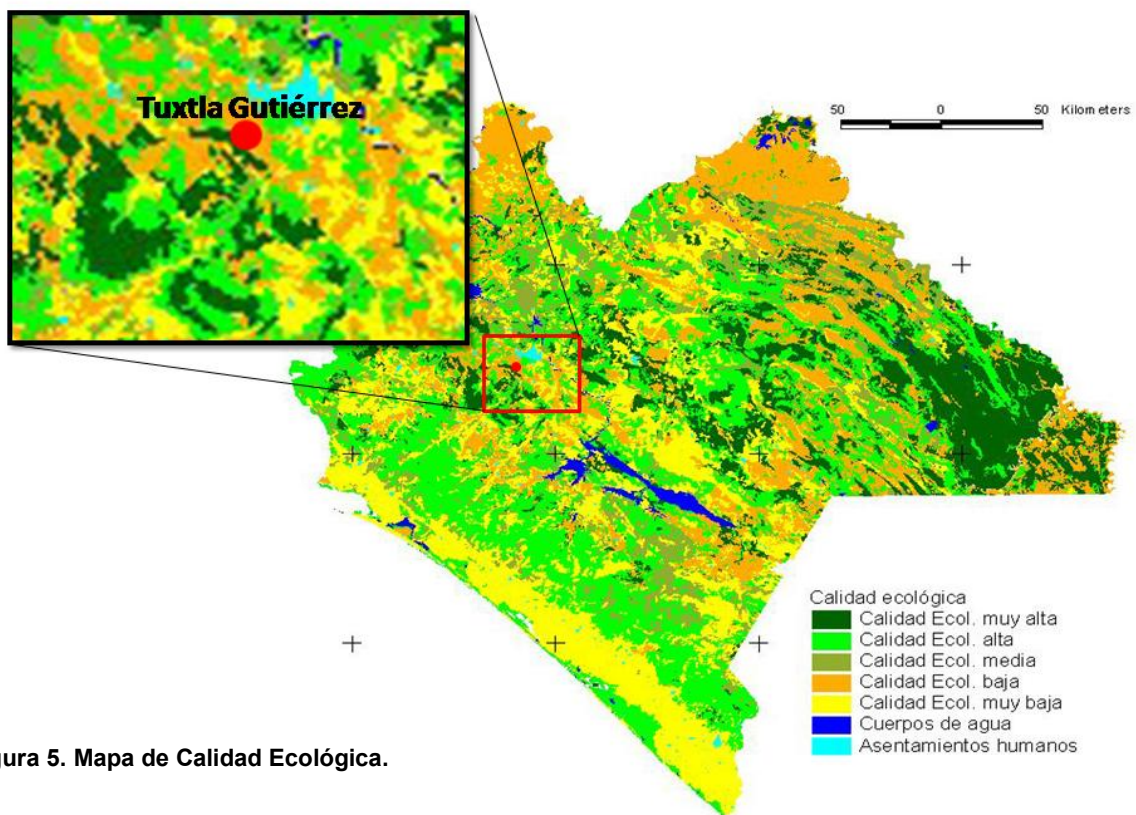 Tuxtla Gutiérrez
50 0 50 Kilometers
Calidad ecológica
Calidad Ecol. muy alta
Calidad Ecol. alta
Calidad Ecol. media
Calidad Ecol. baja
Calidad Ecol. muy baja
Cuerpos de agua
Asentamientos humanos
gura 5. Mapa de Calidad Ecológica.